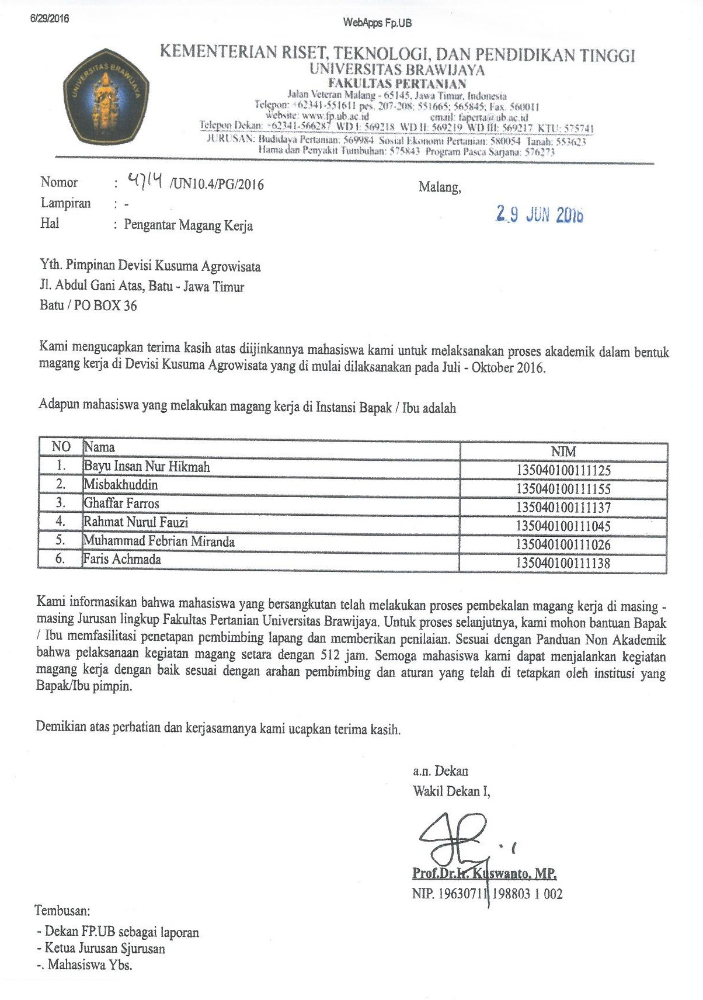 6/29/2016
WebApps Fp.UB
UNIVERSITAS BRAWIJAYA
KEMENTERIAN RISET, TEKNOLOGI, DAN PENDIDIKAN TINGGI
UNIVERSITAS BRAWIJAYA
FAKULTAS PERTANIAN
Jalan Veteran Malang - 65145, Jawa Timur, Indonesia
Telepon: +62341-551611 pes. 207-208; 551665; 565845; Fax. 560011
Website: www.fp.ub.ac.id email: faperta@ub.ac.id
Telepon Dekan: +62341-566287 WD I: 569218 WD II: 569219 WD III: 569217 KTU: 575741
JURUSAN: Budidaya Pertanian: 569984 Sosial Ekonomi Pertanian: 580054 Tanah: 553623
Hama dan Penyakit Tumbuhan: 575843 Program Pasca Sarjana: 576273
Nomor : 4714 /UN10.4/PG/2016 Malang,
Lampiran : -
29 JUN 2016
Hal : Pengantar Magang Kerja
Yth. Pimpinan Devisi Kusuma Agrowisata
Jl. Abdul Gani Atas, Batu - Jawa Timur
Batu / PO BOX 36
Kami mengucapkan terima kasih atas diijinkannya mahasiswa kami untuk melaksanakan proses akademik dalam bentuk
magang kerja di Devisi Kusuma Agrowisata yang di mulai dilaksanakan pada Juli - Oktober 2016.
Adapun mahasiswa yang melakukan magang kerja di Instansi Bapak / Ibu adalah
NO Nama NIM
1. Bayu Insan Nur Hikmah 135040100111125
2. Misbakhuddin 135040100111155
3. Ghaffar Farros 135040100111137
4. Rahmat Nurul Fauzi 135040100111045
5. Muhammad Febrian Miranda 135040100111026
6. Faris Achmada 135040100111138
Kami informasikan bahwa mahasiswa yang bersangkutan telah melakukan proses pembekalan magang kerja di masing -
masing Jurusan lingkup Fakultas Pertanian Universitas Brawijaya. Untuk proses selanjutnya, kami mohon bantuan Bapak
/ Ibu memfasilitasi penetapan pembimbing lapang dan memberikan penilaian. Sesuai dengan Panduan Non Akademik
bahwa pelaksanaan kegiatan magang setara dengan 512 jam. Semoga mahasiswa kami dapat menjalankan kegiatan
magang kerja dengan baik sesuai dengan arahan pembimbing dan aturan yang telah di tetapkan oleh institusi yang
Bapak/Ibu pimpin.
Demikian atas perhatian dan kerjasamanya kami ucapkan terima kasih.
a.n. Dekan
Wakil Dekan I,
Prof.Dr.Ir. Kuswanto, MP.
NIP. 19630711 198803 1 002
Tembusan:
- Dekan FP.UB sebagai laporan
- Ketua Jurusan $jurusan
-. Mahasiswa Ybs.